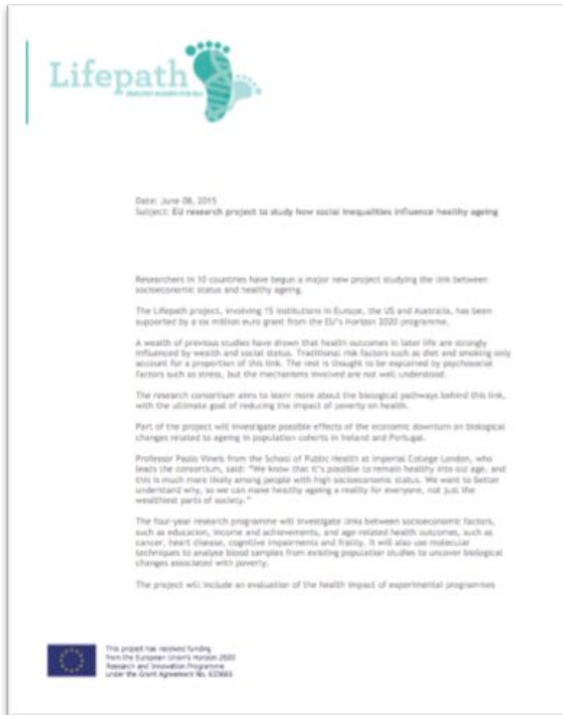 Lifepath
HEALTHY AGEING FOR ALL
Date: June 08, 2015
Subject: EU research project to study how social inequalities influence healthy ageing
Researchers in 10 countries have begun a major new project studying the link between
socioeconomic status and healthy ageing.
The Lifepath project, involving 15 institutions in Europe, the US and Australia, has been
supported by a six million euro grant from the EU's Horizon 2020 programme.
A wealth of previous studies have shown that health outcomes in later life are strongly
influenced by wealth and social status. Traditional risk factors such as diet and smoking only
account for a proportion of this link. The rest is thought to be explained by psychosocial
factors such as stress, but the mechanisms involved are not well understood.
The research consortium aims to learn more about the biological pathways behind this link,
with the ultimate goal of reducing the impact of poverty on health.
Part of the project will investigate possible effects of the economic downturn on biological
changes related to ageing in population cohorts in Ireland and Portugal.
Professor Paolo Vineis from the School of Public Health at Imperial College London, who
leads the consortium, said: "We know that it's possible to remain healthy into old age, and
this is much more likely among people with high socioeconomic status. We want to better
understand why, so we can make healthy ageing a reality for everyone, not just the
wealthiest parts of society."
The four-year research programme will investigate links between socioeconomic factors,
such as education, income and achievements, and age-related health outcomes, such as
cancer, heart disease, cognitive impairments and frailty. It will also use molecular
techniques to analyse blood samples from existing population studies to uncover biological
changes associated with poverty.
The project will include an evaluation of the health impact of experimental programmes
This project has received funding
from the European Union's Horizon 2020
Research and Innovation Programme
under the Grant Agreement No.